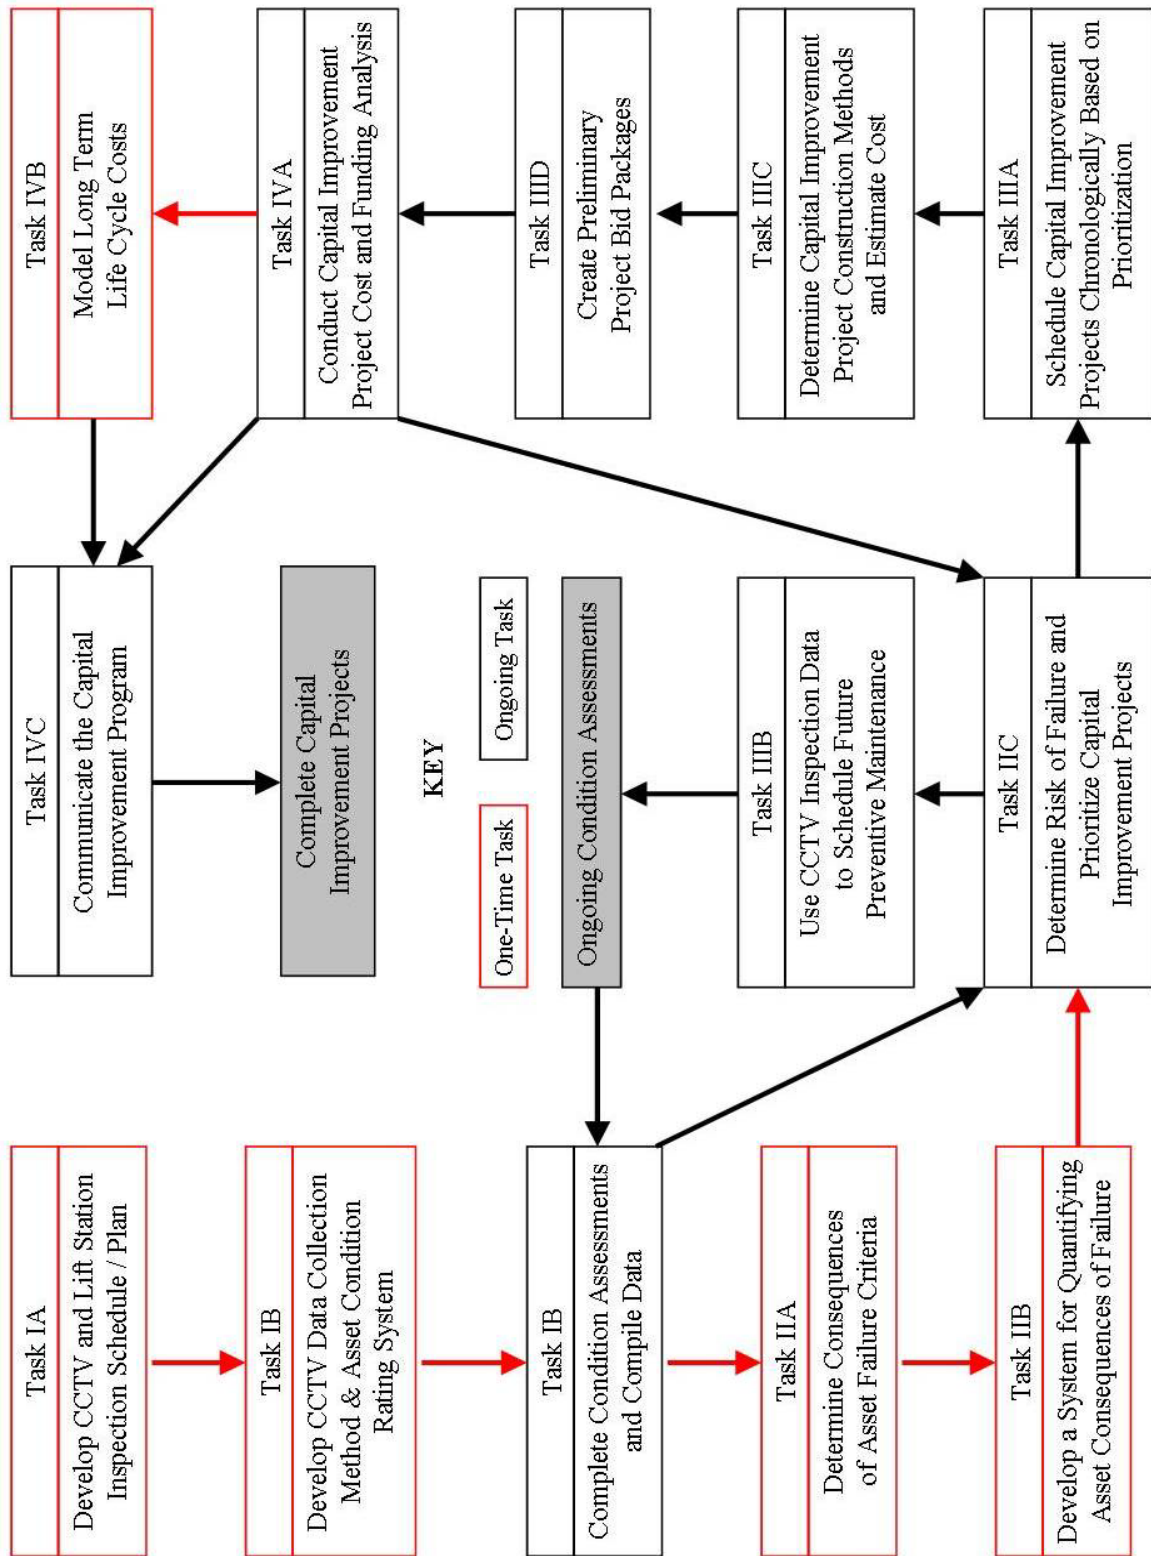 Task IA
Develop CCTV and Lift Station
Inspection Schedule / Plan
Task IB
Develop CCTV Data Collection
Method & Asset Condition
Rating System
Task IB
Complete Condition Assessments
and Compile Data
Task IIA
Determine Consequences
of Asset Failure Criteria
Task IIB
Develop a System for Quantifying
Asset Consequences of Failure
Task IVC
Communicate the Capital
Improvement Program
Complete Capital
Improvement Projects
KEY
One-Time Task
Ongoing Task
Ongoing Condition Assessments
Task IIIB
Use CCTV Inspection Data
to Schedule Future
Preventive Maintenance
Task IIC
Determine Risk of Failure and
Prioritize Capital
Improvement Projects
Task IVB
Model Long Term
Life Cycle Costs
Task IVA
Conduct Capital Improvement
Project Cost and Funding Analysis
Task IIID
Create Preliminary
Project Bid Packages
Task IIIC
Determine Capital Improvement
Project Construction Methods
and Estimate Cost
Task IIIA
Schedule Capital Improvement
Projects Chronologically Based on
Prioritization